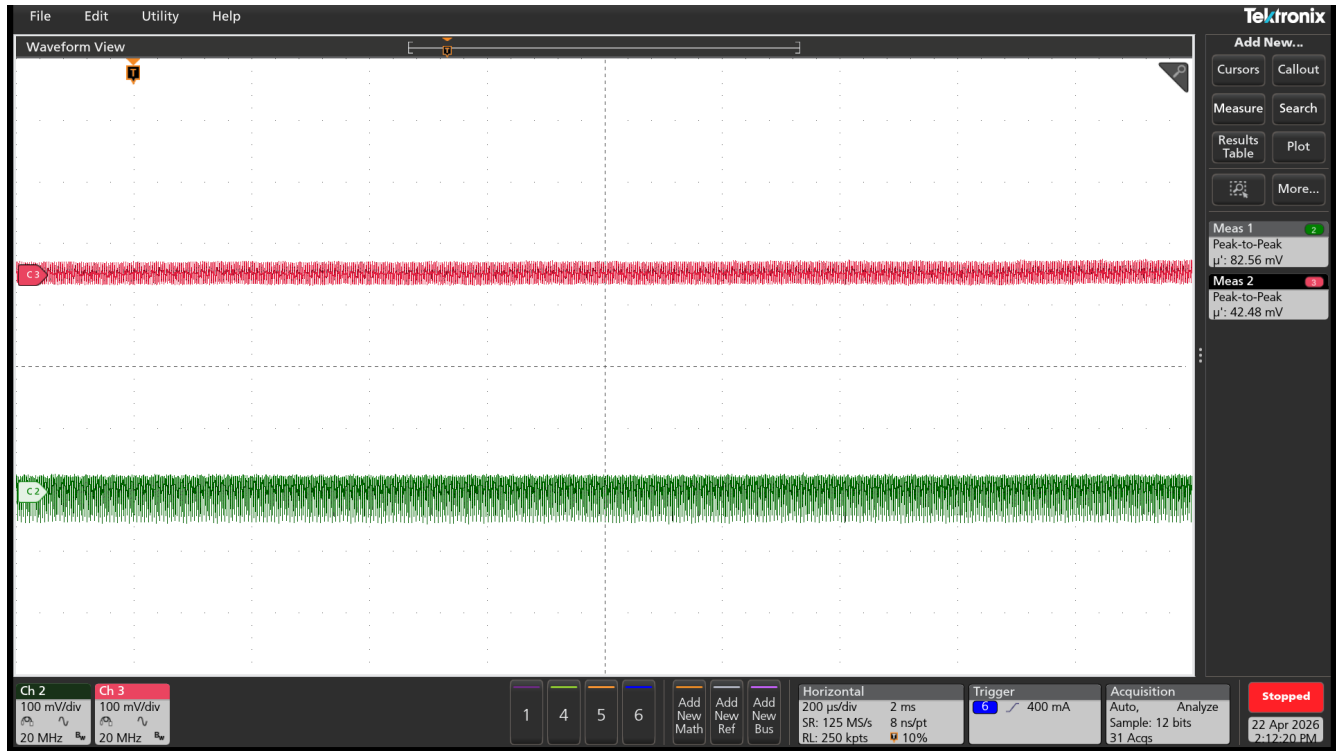 File Edit Utility Help
Tektronix
Waveform View
Add New...
T
T
Cursors Callout
Measure Search
Results Table Plot
More...
Meas 1 2
Peak-to-Peak
µ': 82.56 mV
Meas 2 3
Peak-to-Peak
µ': 42.48 mV
C 3
C 2
Ch 2
100 mV/div
20 MHz Bw
Ch 3
100 mV/div
20 MHz Bw
1 4 5 6
Add New Math
Add New Ref
Add New Bus
Horizontal
200 µs/div 2 ms
SR: 125 MS/s 8 ns/pt
RL: 250 kpts 10%
Trigger
6 400 mA
Acquisition
Auto, Analyze
Sample: 12 bits
31 Acqs
Stopped
22 Apr 2026
2:12:20 PM